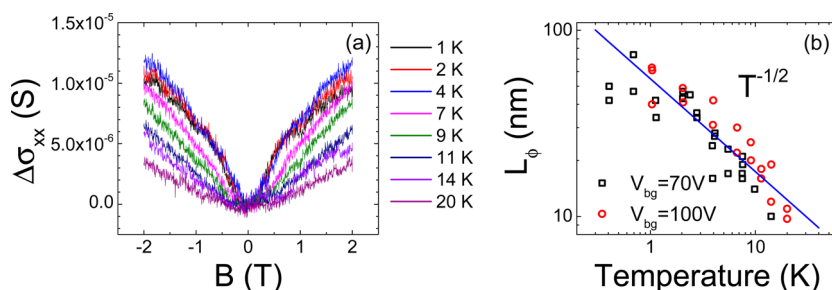 (a)
1.5x10⁻⁵
1.0x10⁻⁵
5.0x10⁻⁶
0.0
Δσxx (S)
-2 -1 0 1 2
B (T)
1 K
2 K
4 K
7 K
9 K
11 K
14 K
20 K
(b)
T⁻¹/²
100
10
Lϕ (nm)
Vbg=70V
Vbg=100V
1 10
Temperature (K)